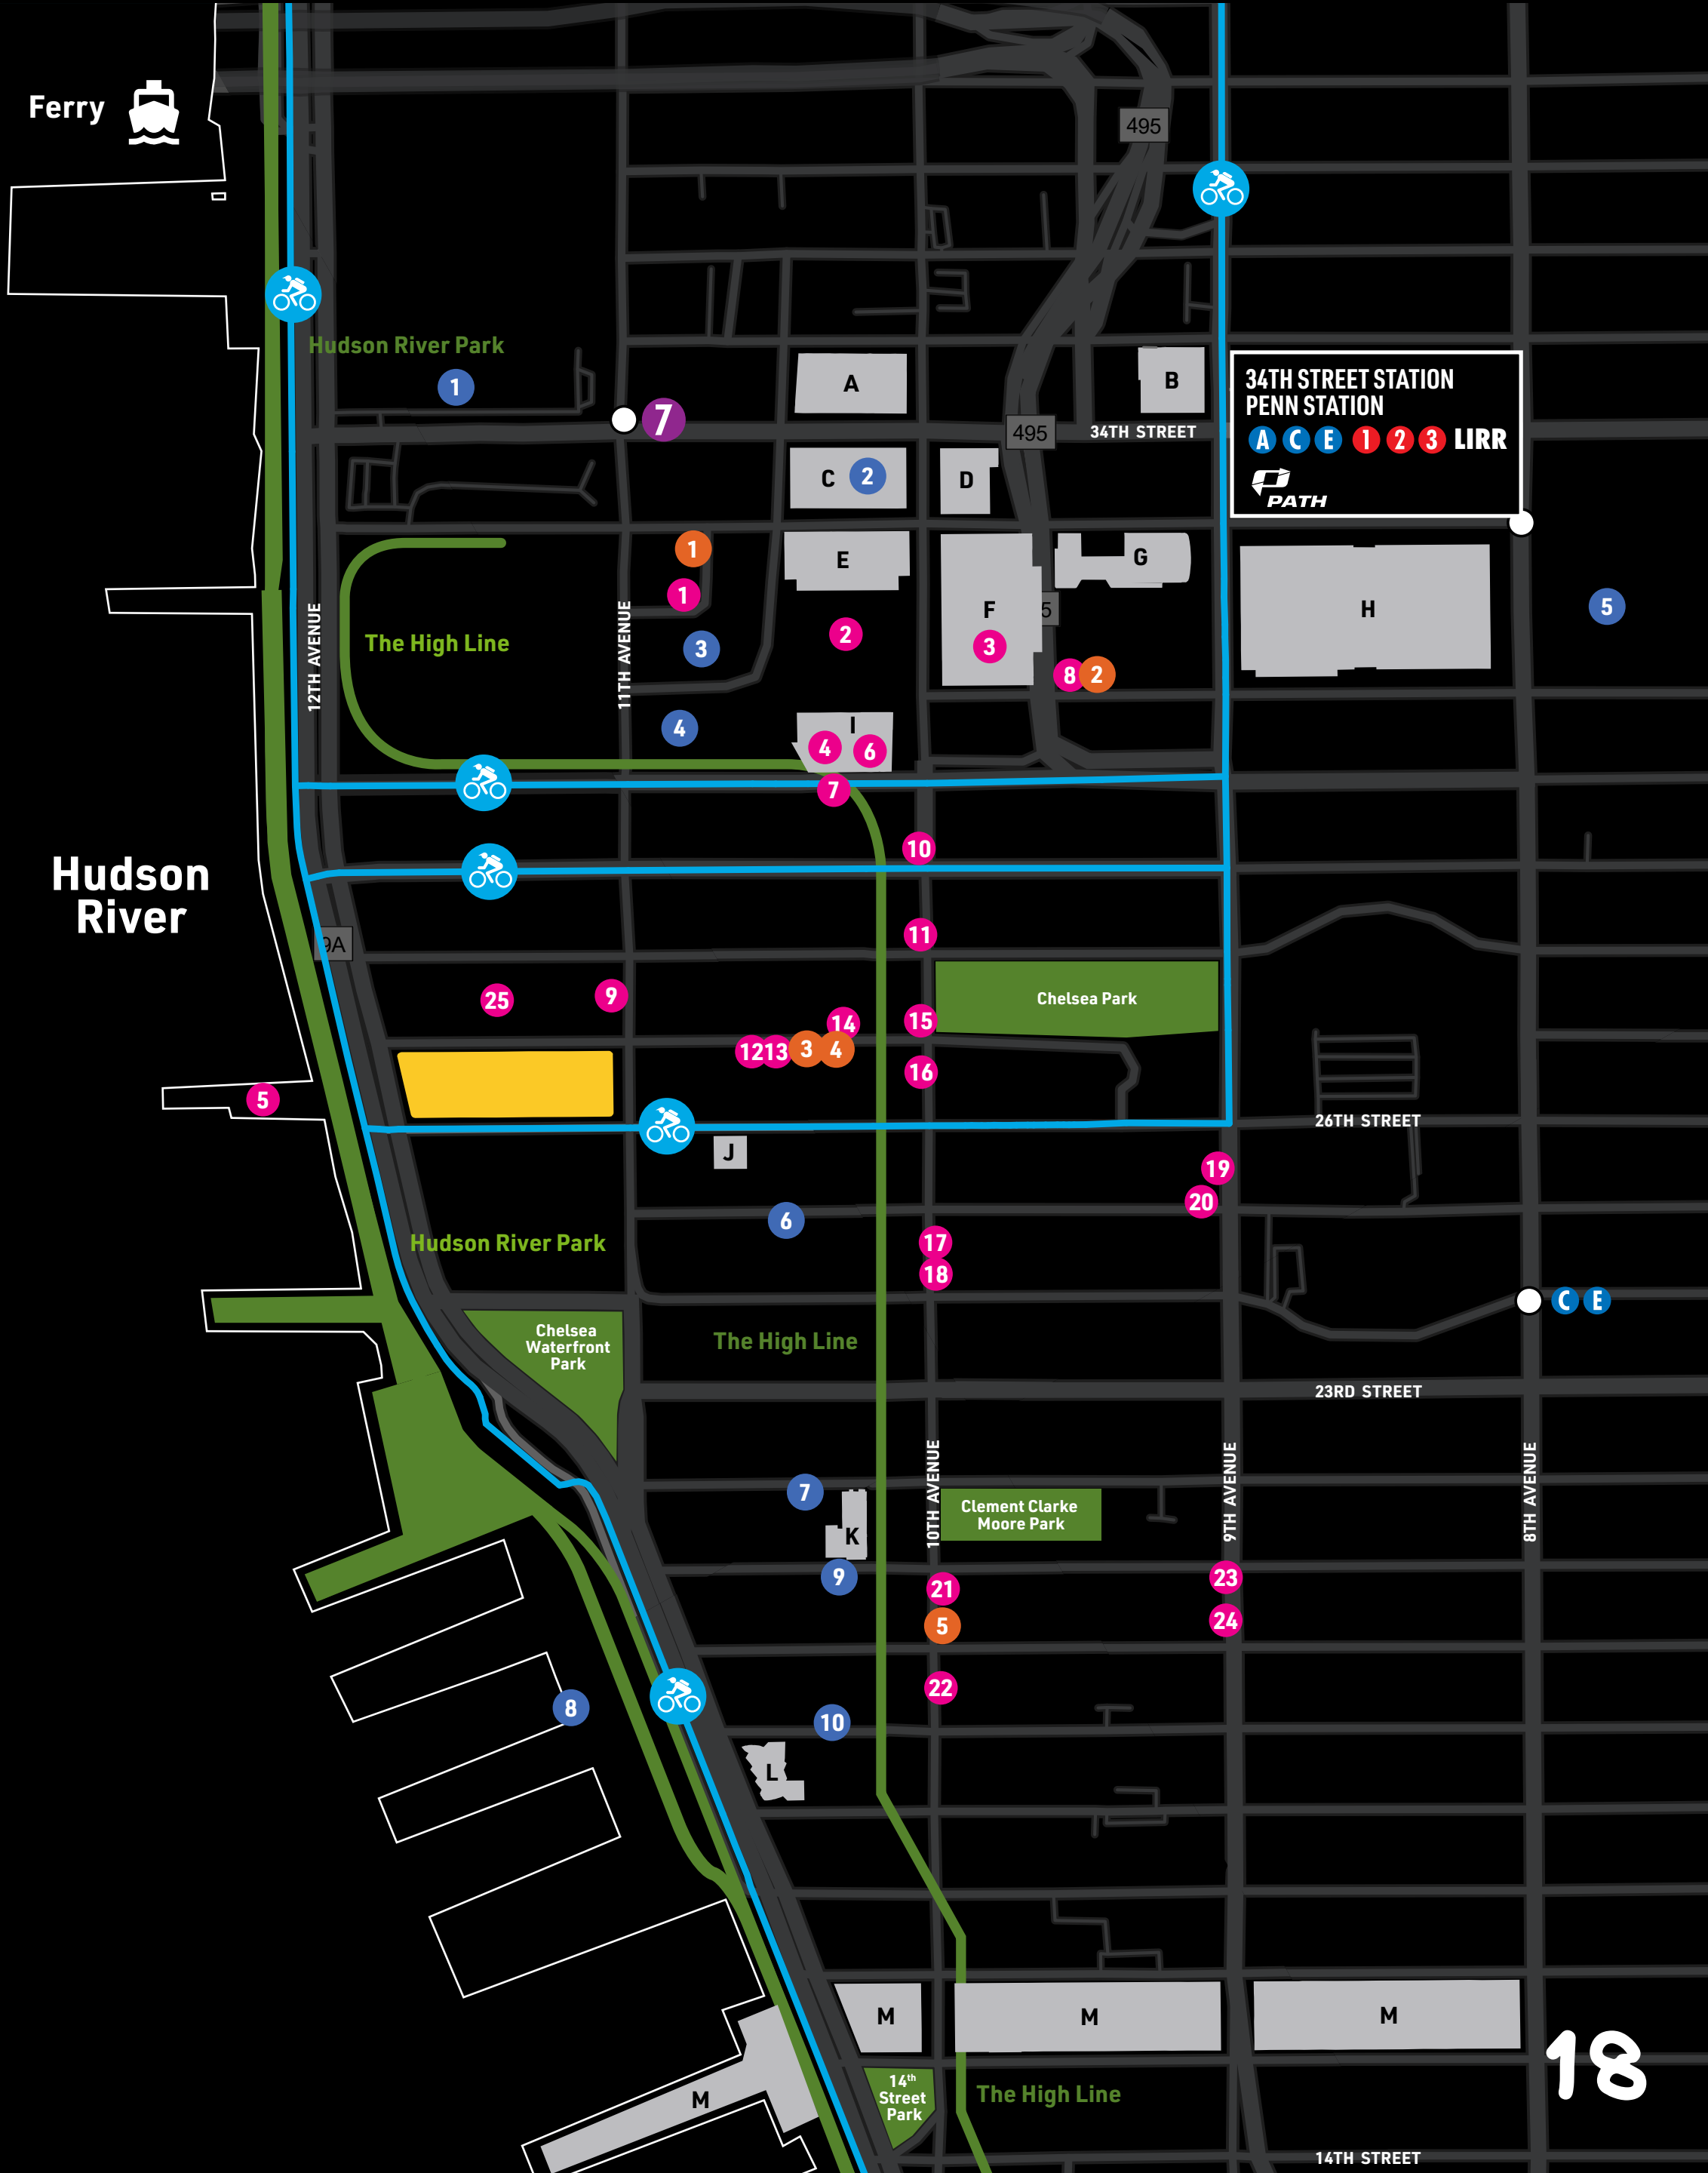 495
Ferry
Hudson River Park
1
A
B
34TH STREET STATION
PENN STATION
A C E 1 2 3 LIRR
PATH
7
495
34TH STREET
C 2
D
1
E
G
1
F
5
H
5
12TH AVENUE
11TH AVENUE
The High Line
3
2
3
8 2
4
I
4 6
7
10
Hudson
River
11
9A
25
9
Chelsea Park
14
15
12 13 3 4
16
5
26TH STREET
J
19
20
6
Hudson River Park
17
18
C E
Chelsea
Waterfront
Park
The High Line
23RD STREET
10TH AVENUE
9TH AVENUE
8TH AVENUE
7
Clement Clarke
Moore Park
K
9
21
23
5
24
22
8
10
L
M
M
M
18
14th
Street
Park
The High Line
M
14TH STREET